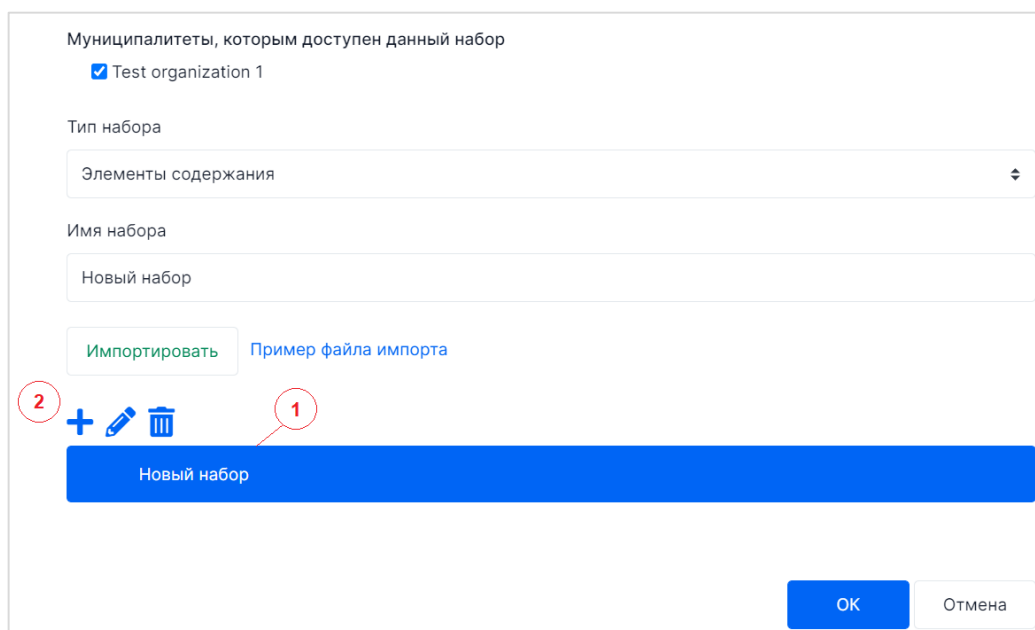 Муниципалитеты, которым доступен данный набор
Test organization 1
Тип набора
Элементы содержания
Имя набора
Новый набор
Импортировать Пример файла импорта
2
1
Новый набор
ОК Отмена